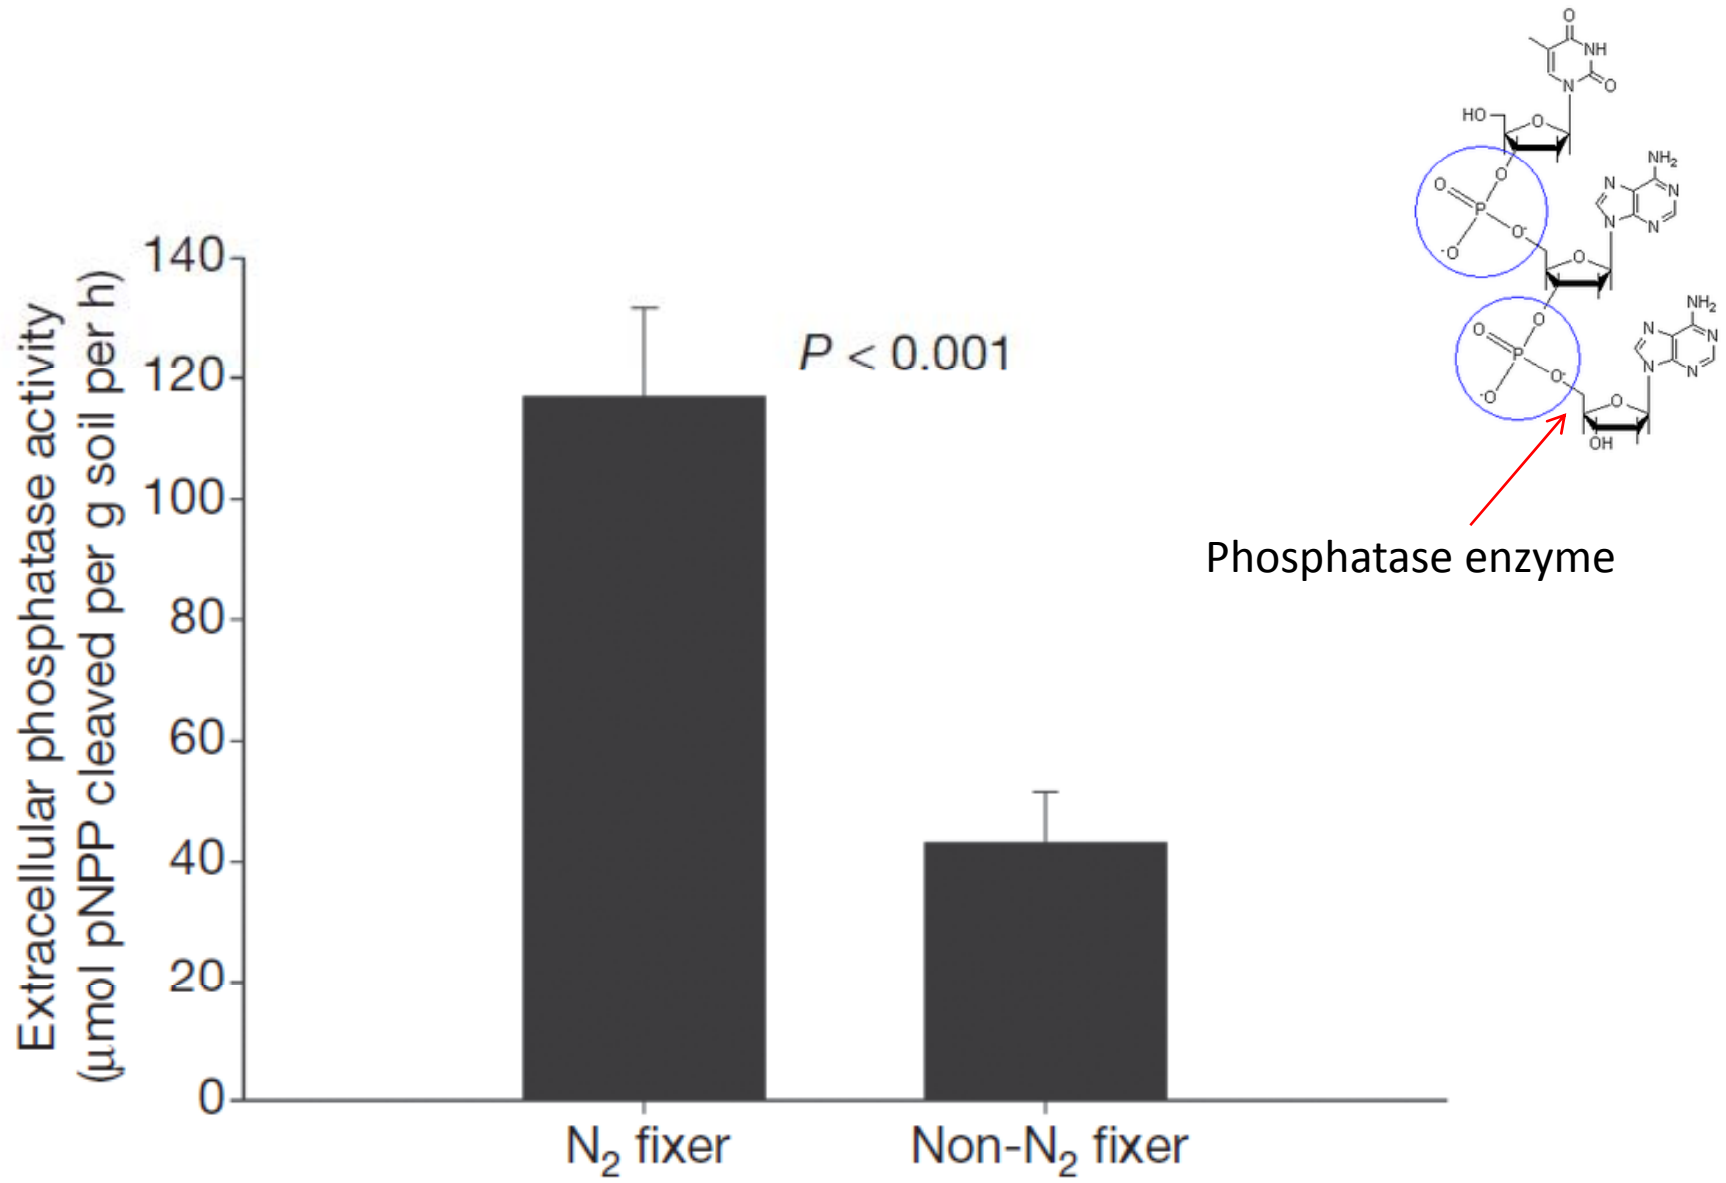 Extracellular phosphatase activity
(µmol pNPP cleaved per g soil per h)
140
120
100
80
60
40
20
0
P < 0.001
N₂ fixer
Non-N₂ fixer
O
NH
N
O
HO
O
O
O
P
O⁻
⁻O
NH₂
N
N
N
N
O
O
O
P
O⁻
⁻O
NH₂
N
N
N
N
O
OH
Phosphatase enzyme